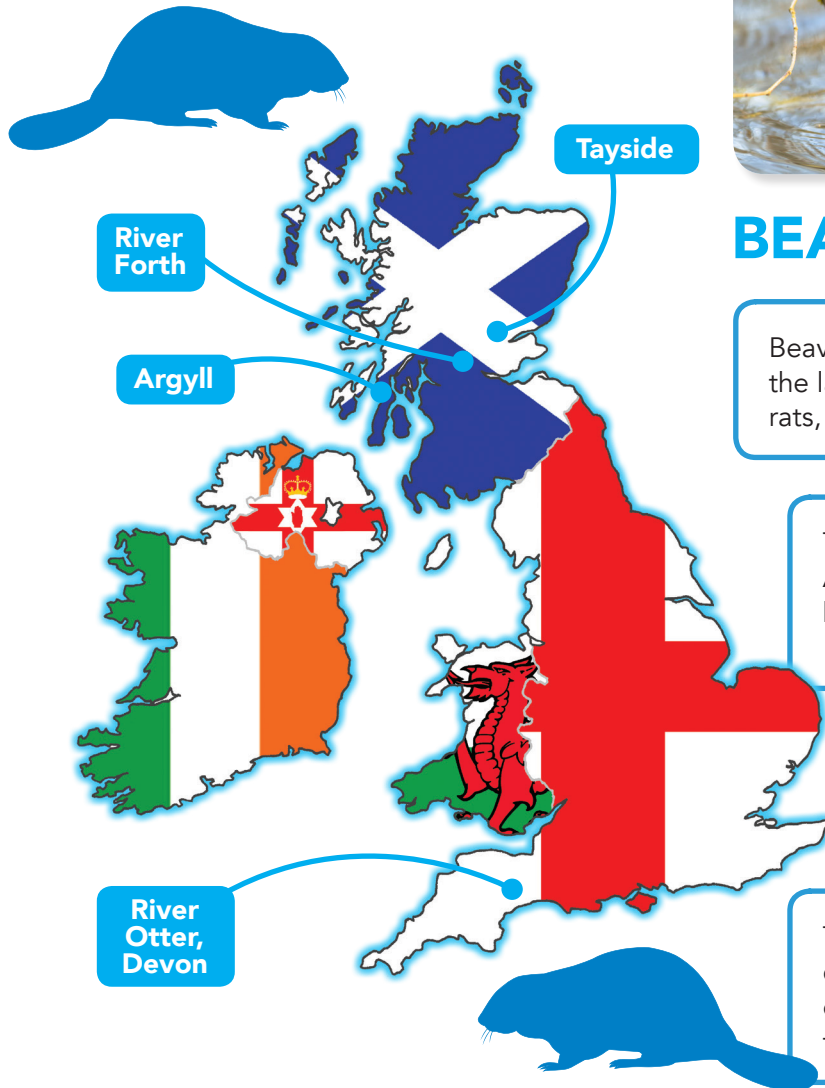 Tayside
River
Forth
Argyll
River
Otter,
Devon
BEA
Beav
the
rats,